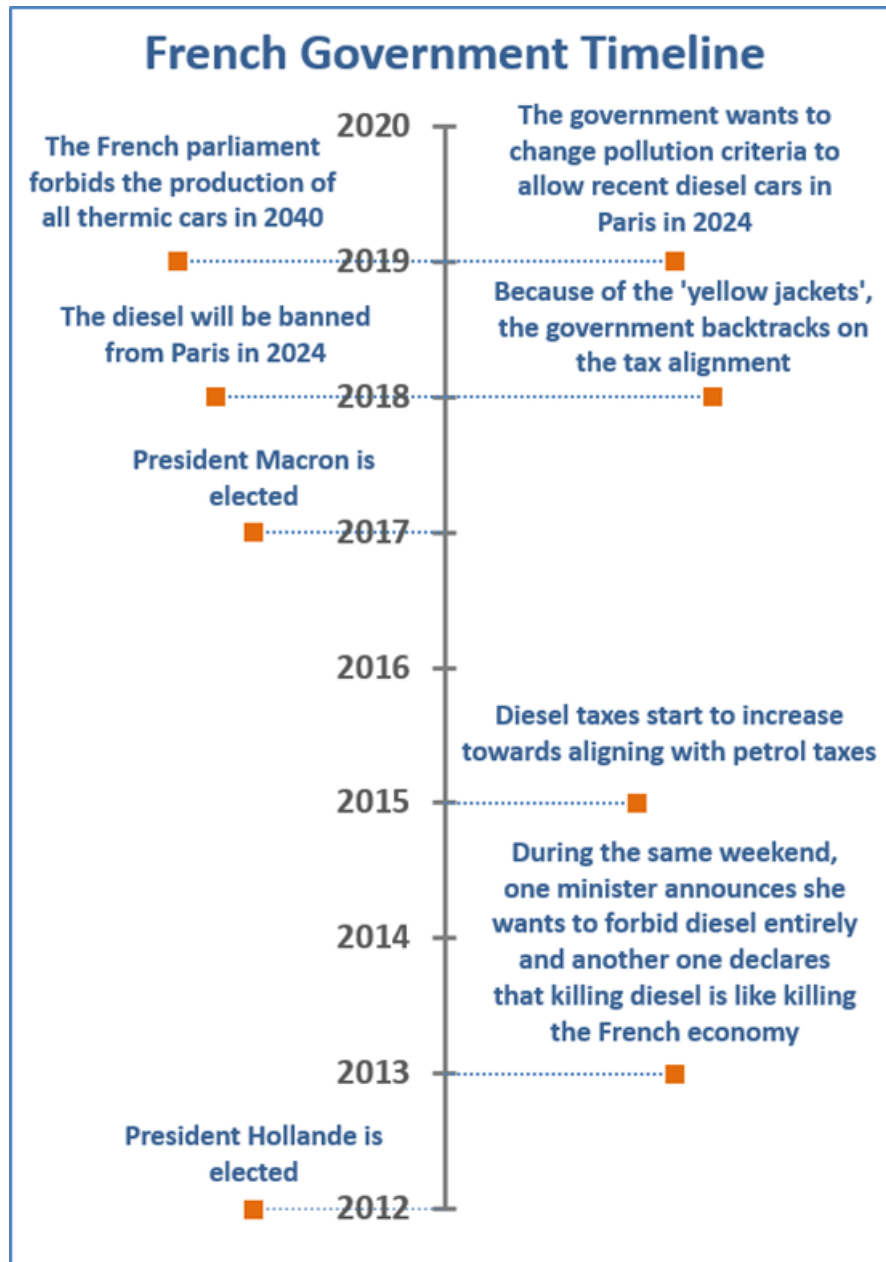 French Government Timeline
2020
The French parliament
forbids the production of
all thermic cars in 2040
The government wants to
change pollution criteria to
allow recent diesel cars in
Paris in 2024
2019
The diesel will be banned
from Paris in 2024
Because of the 'yellow jackets',
the government backtracks on
the tax alignment
2018
President Macron is
elected
2017
2016
Diesel taxes start to increase
towards aligning with petrol taxes
2015
During the same weekend,
one minister announces she
wants to forbid diesel entirely
and another one declares
that killing diesel is like killing
the French economy
2014
2013
President Hollande is
elected
2012